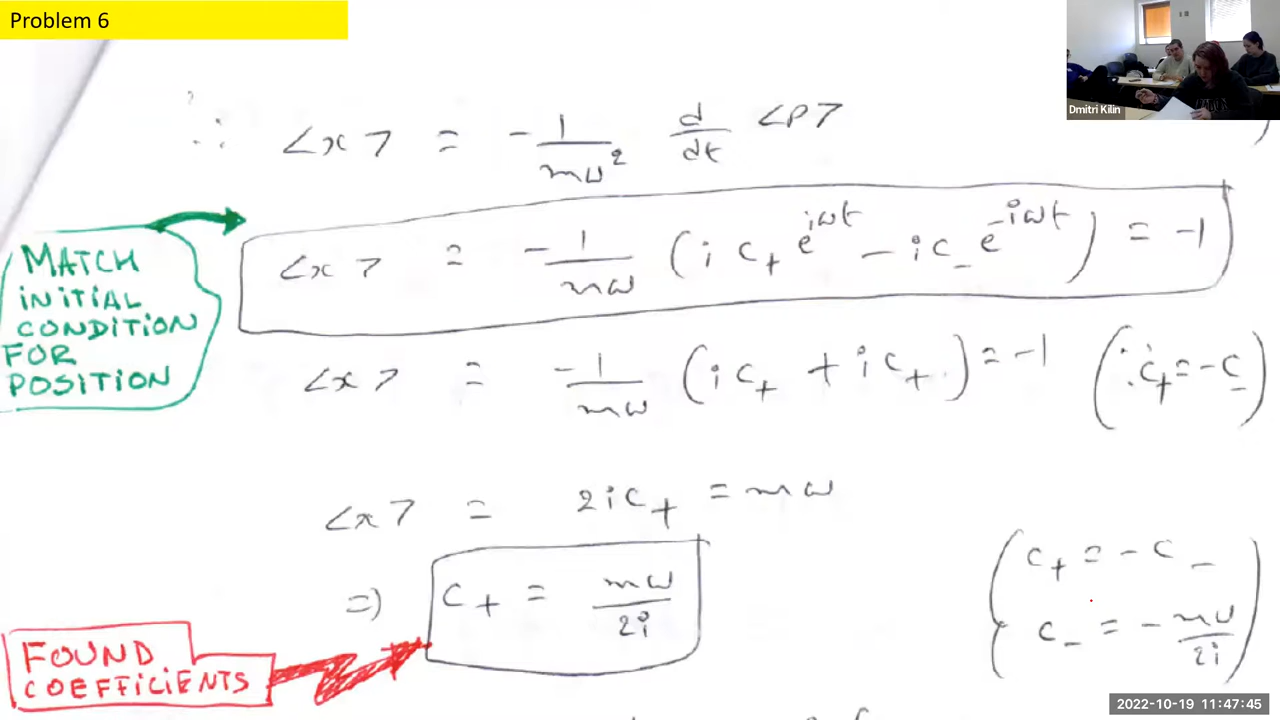 Problem 6
Dmitri Kilin
∴ <x> = -1/mω² d/dt <p>
<x> = -1/mω (i c₊ e^{iωt} - i c₋ e^{-iωt}) = -1
MATCH
INITIAL
CONDITION
FOR
POSITION
<x> = -1/mω (i c₊ + i c₊) = -1 (∵ c₊ = -c₋)
<x> = 2ic₊ = mω
=) c₊ = mω/2i
c₊ = -c₋
c₋ = -mω/2i
FOUND
COEFFICIENTS
2022-10-19 11:47:45